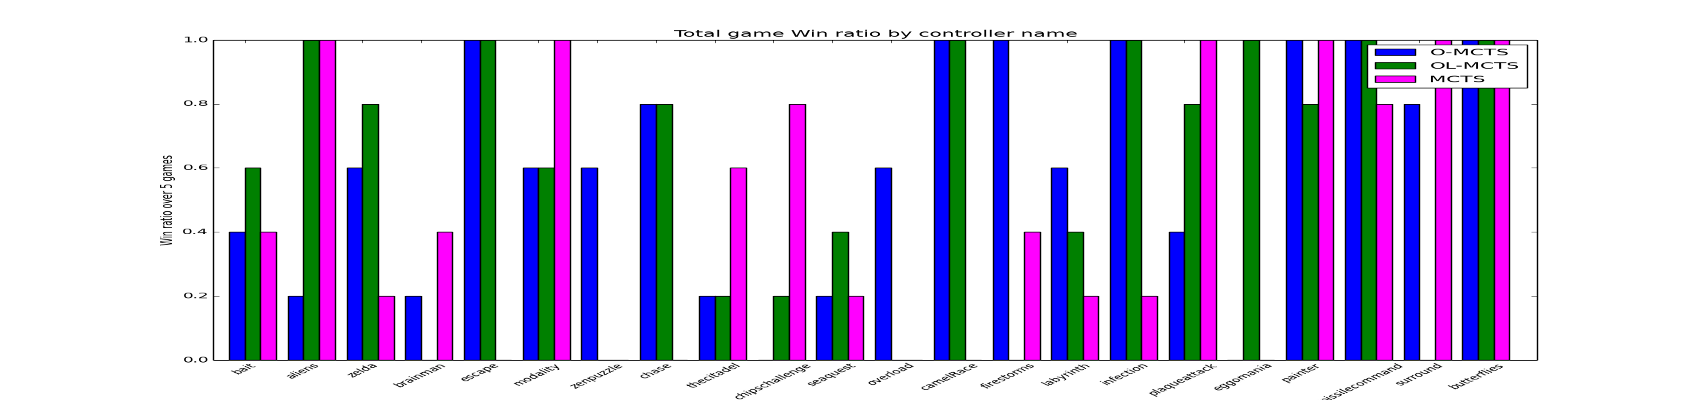 Total game Win ratio by controller name
1.0
0.8
0.6
0.4
0.2
0.0
Win ratio over 5 games
O-MCTS
OL-MCTS
MCTS
bait
aliens
zelda
brainman
escape
modality
zenpuzzle
chase
thecitadel
chipschallenge
seaquest
overload
camelRace
firestorms
labyrinth
infection
plaqueattack
eggomania
painter
issilecommand
surround
butterflies